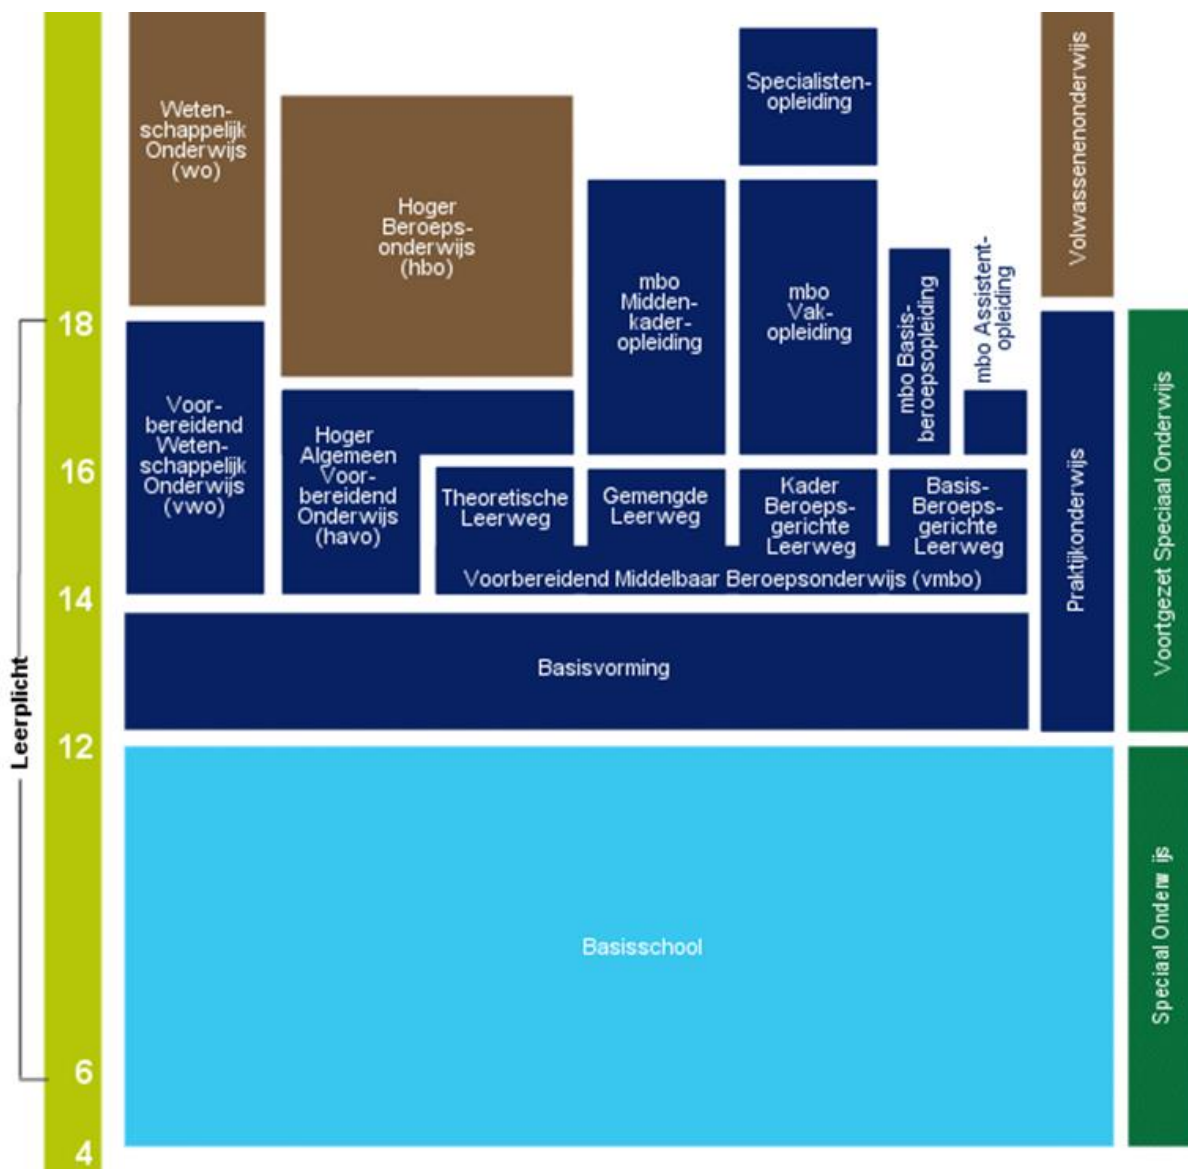 Weten-
schappelijk
Onderwijs
(wo)
Hoger
Beroeps-
onderwijs
(hbo)
Specialisten-
opleiding
Volwassenenonderwijs
mbo
Midden-
kader-
opleiding
mbo
Vak-
opleiding
mbo Basis-
beroepsopleiding
mbo Assistent-
opleiding
18
Voor-
bereidend
Weten-
schappelijk
Onderwijs
(vwo)
Hoger
Algemeen
Voor-
bereidend
Onderwijs
(havo)
16
Theoretische
Leerweg
Gemengde
Leerweg
Kader
Beroeps-
gerichte
Leerweg
Basis-
Beroeps-
gerichte
Leerweg
Voorbereidend Middelbaar Beroepsonderwijs (vmbo)
Praktijkonderwijs
Voortgezet Speciaal Onderwijs
14
Basisvorming
Leerplicht
12
Basisschool
Speciaal Onderw ijs
6
4